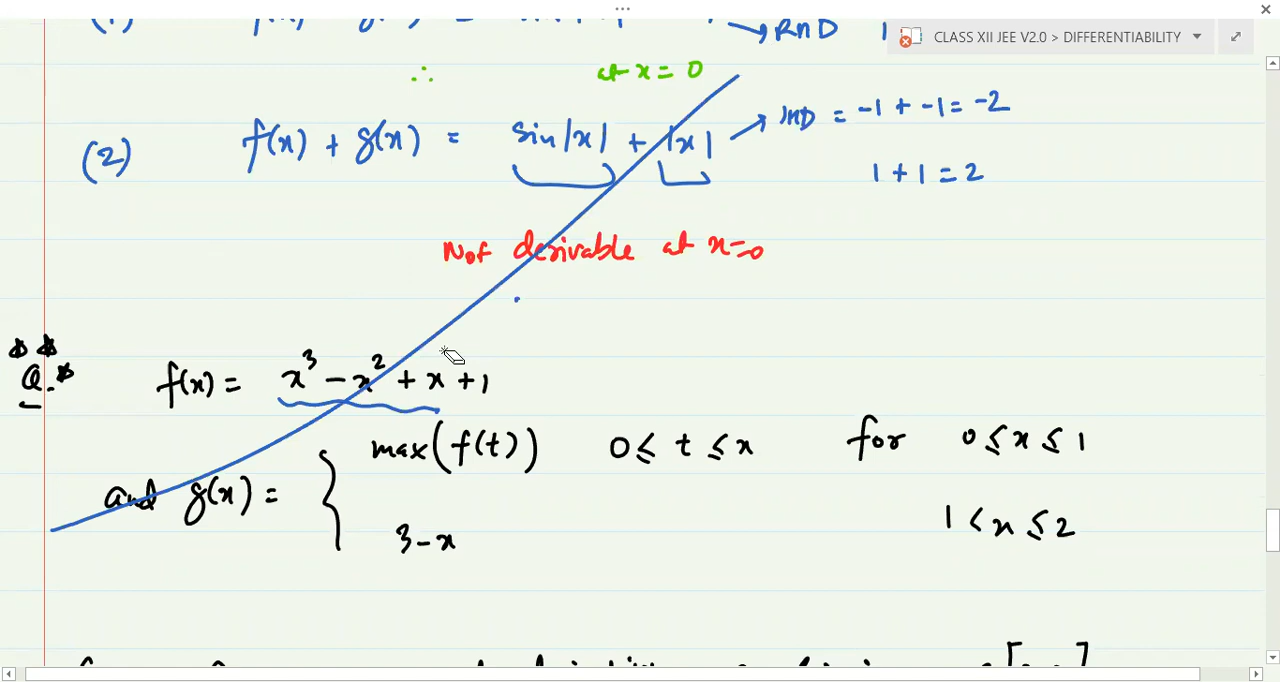 CLASS XII JEE V2.0 > DIFFERENTIABILITY
RND
∴ at x = 0
(2) f(x) + g(x) = sin|x| + |x| → LHD = -1 + -1 = -2
1 + 1 = 2
Not derivable at x=0
Q. f(x) = x³ - x² + x + 1
and g(x) = { max(f(t)) 0 ≤ t ≤ x for 0 ≤ x ≤ 1
3 - x 1 < x ≤ 2